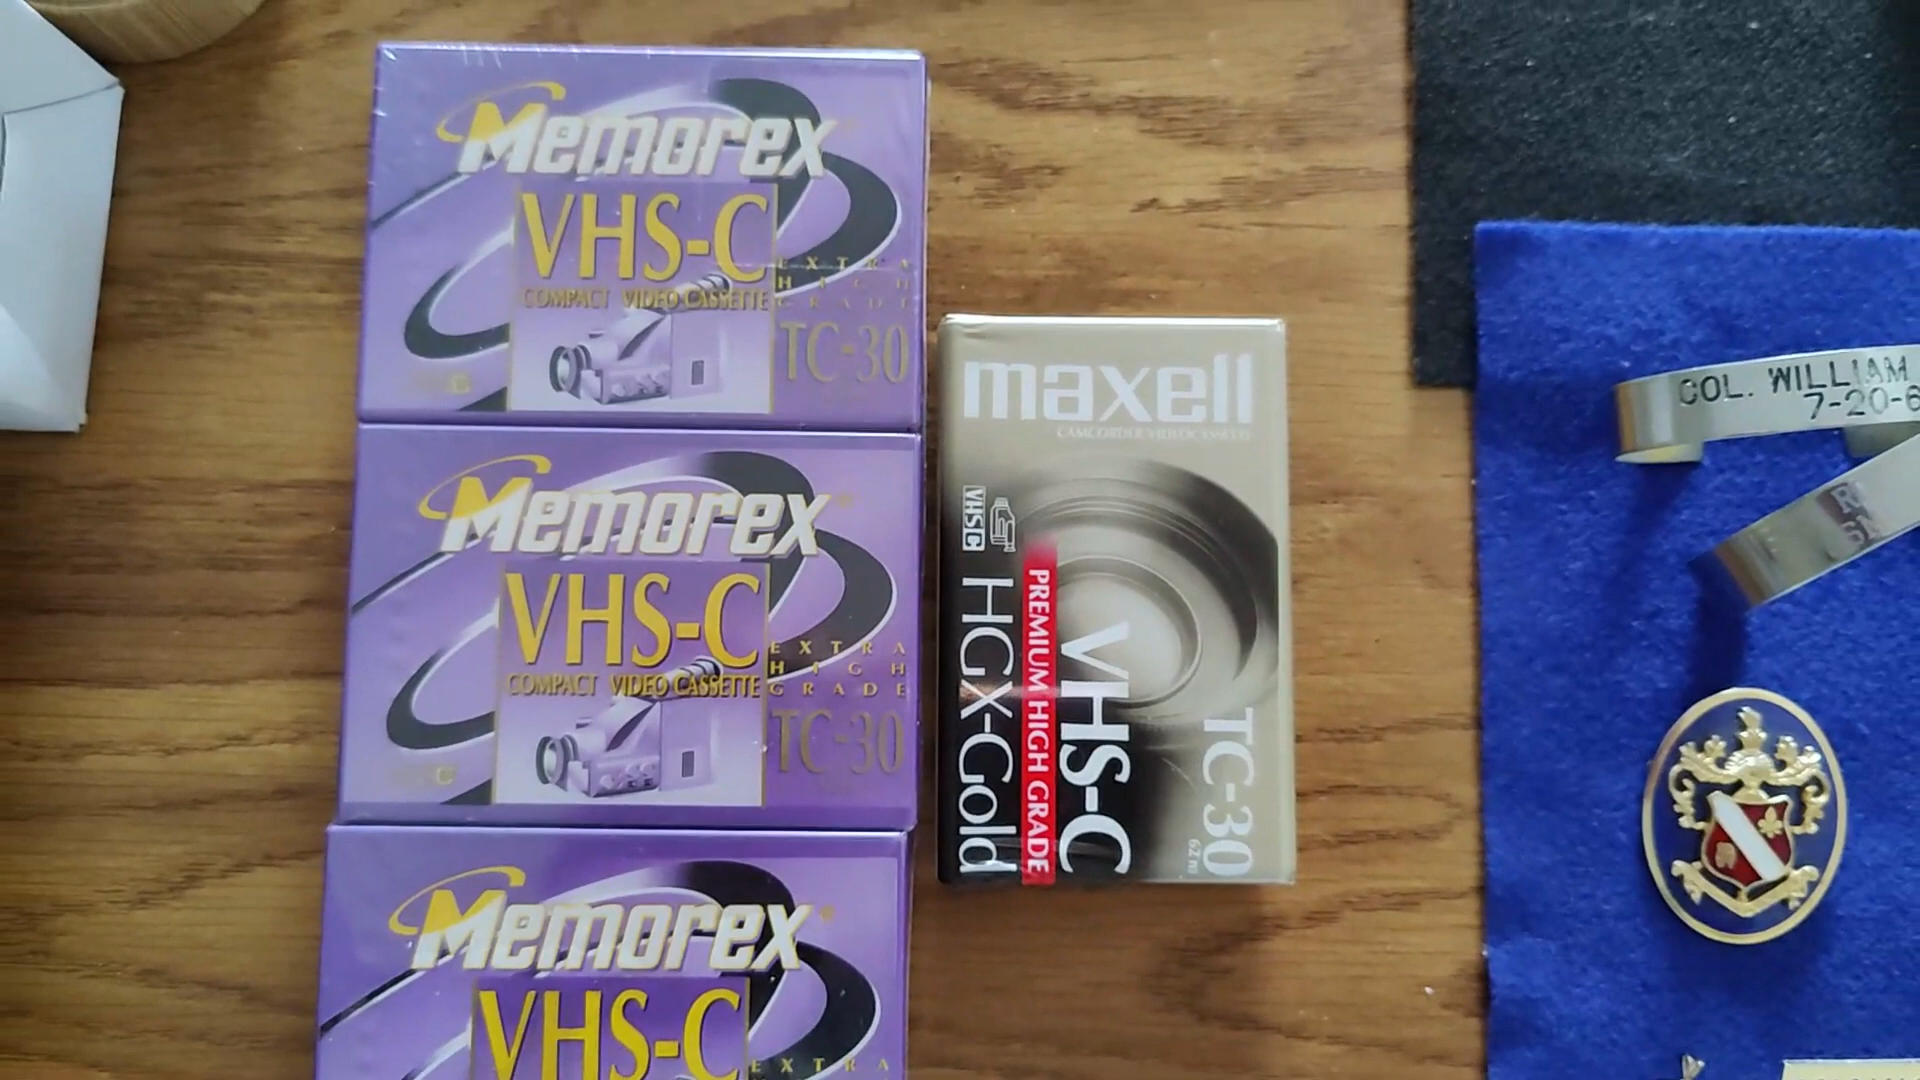 Memorex
VHS-C
COMPACT VIDEO CASSETTE
EXTRA
HIGH
GRADE
TC-30
Memorex
VHS-C
COMPACT VIDEO CASSETTE
EXTRA
HIGH
GRADE
TC-30
Memorex
VHS-C
EXTRA
maxell
CAMCORDER VIDEOCASSETTE
VHS C
HGX-Gold
PREMIUM HIGH GRADE
VHS-C
TC-30
COL. WILLIAM
7-20-6